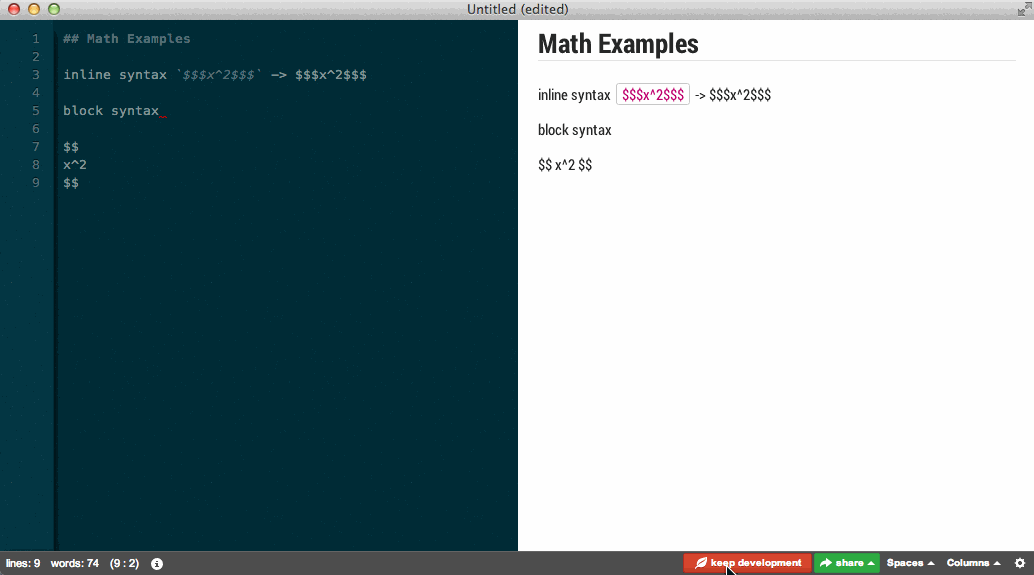 Untitled (edited)
1 ## Math Examples
2
3 inline syntax `$$$x^2$$$` -> $$$x^2$$$
4
5 block syntax
6
7 $$
8 x^2
9 $$
Math Examples
inline syntax $$$x^2$$$ -> $$$x^2$$$
block syntax
$$ x^2 $$
lines: 9 words: 74 (9 : 2) keep development share Spaces Columns